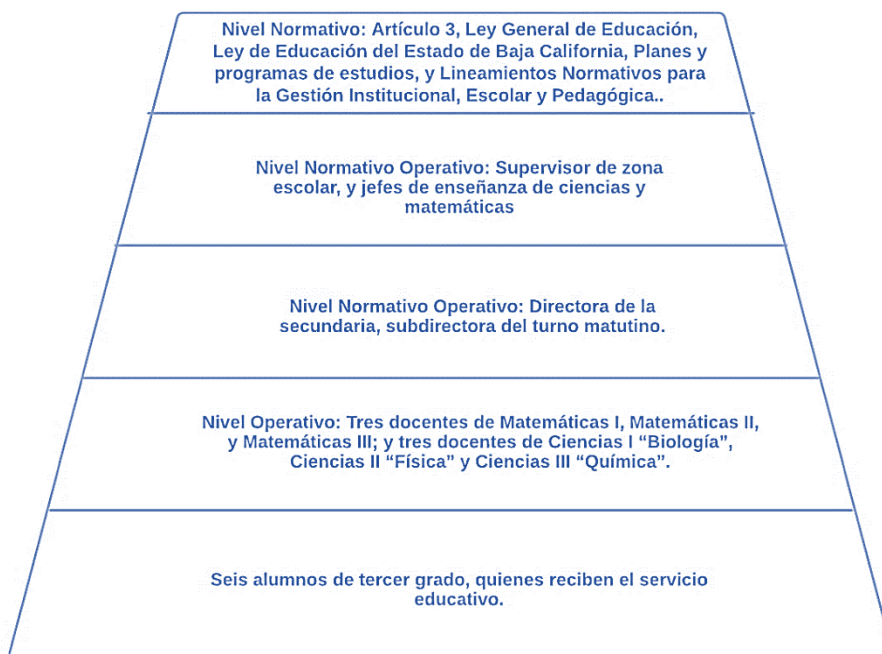 Nivel Normativo: Artículo 3, Ley General de Educación,
Ley de Educación del Estado de Baja California, Planes y
programas de estudios, y Lineamientos Normativos para
la Gestión Institucional, Escolar y Pedagógica..
Nivel Normativo Operativo: Supervisor de zona
escolar, y jefes de enseñanza de ciencias y
matemáticas
Nivel Normativo Operativo: Directora de la
secundaria, subdirectora del turno matutino.
Nivel Operativo: Tres docentes de Matemáticas I, Matemáticas II,
y Matemáticas III; y tres docentes de Ciencias I “Biología”,
Ciencias II “Física” y Ciencias III “Química”.
Seis alumnos de tercer grado, quienes reciben el servicio
educativo.